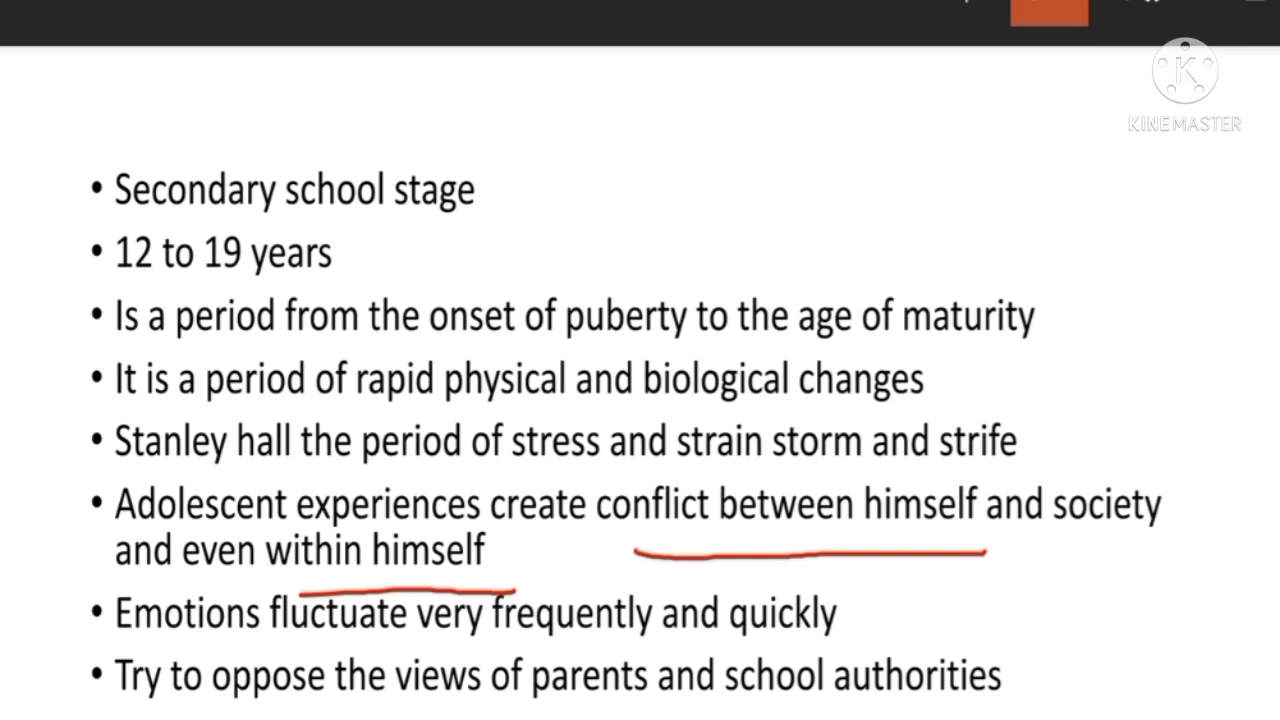 KINEMASTER
• Secondary school stage
• 12 to 19 years
• Is a period from the onset of puberty to the age of maturity
• It is a period of rapid physical and biological changes
• Stanley hall the period of stress and strain storm and strife
• Adolescent experiences create conflict between himself and society
and even within himself
• Emotions fluctuate very frequently and quickly
• Try to oppose the views of parents and school authorities